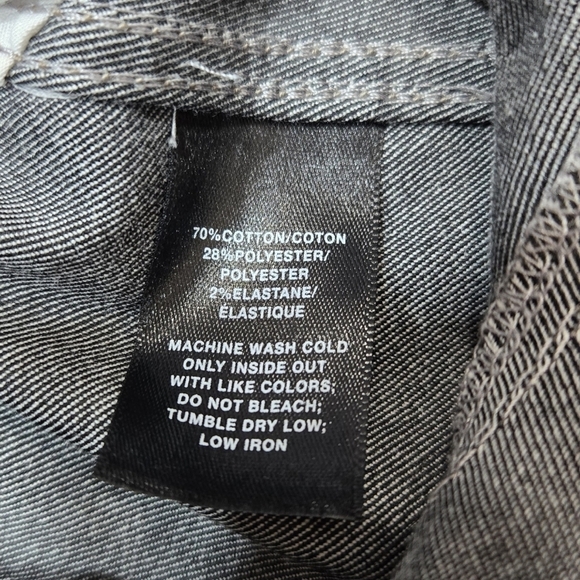 70%COTTON/COTON
28%POLYESTER/
POLYESTER
2%ELASTANE/
ÉLASTIQUE
MACHINE WASH COLD
ONLY INSIDE OUT
WITH LIKE COLORS;
DO NOT BLEACH;
TUMBLE DRY LOW;
LOW IRON